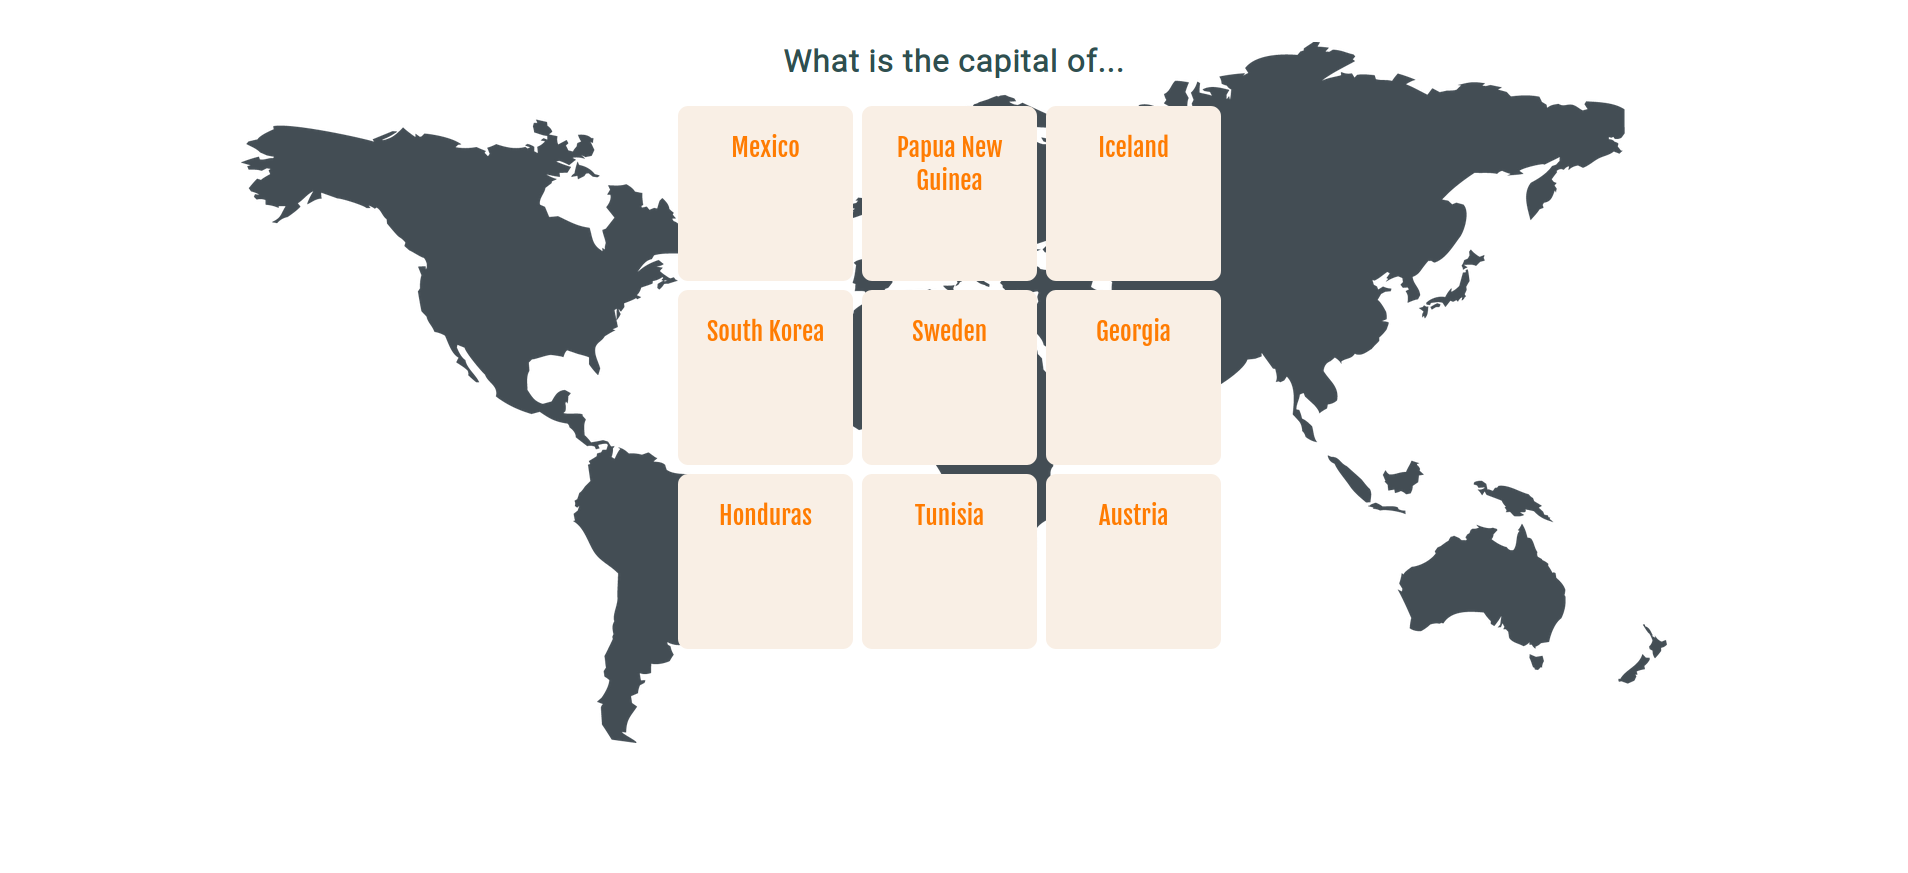 What is the capital of...
Mexico
Papua New
Guinea
Iceland
South Korea
Sweden
Georgia
Honduras
Tunisia
Austria